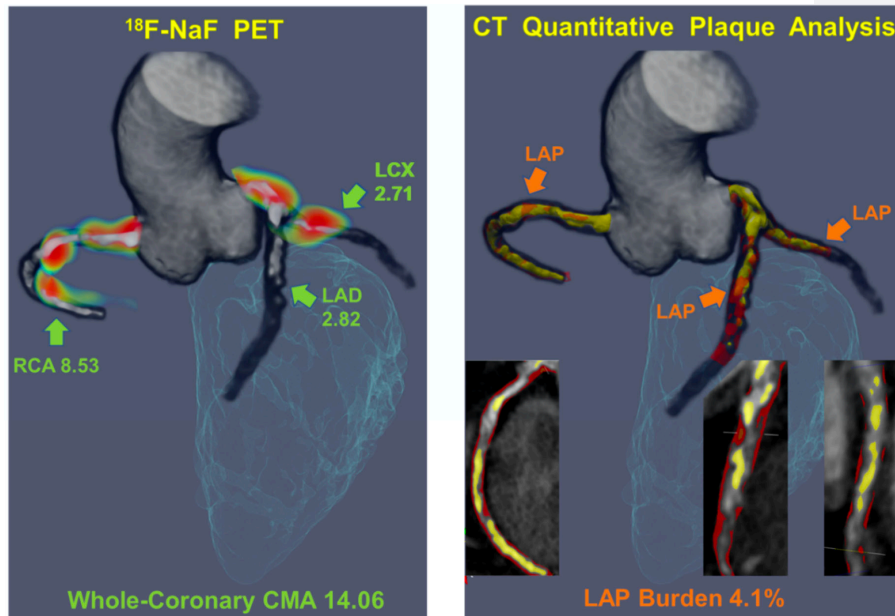 ¹⁸F-NaF PET
LCX
2.71
LAD
2.82
RCA 8.53
Whole-Coronary CMA 14.06
CT Quantitative Plaque Analysis
LAP
LAP
LAP
LAP Burden 4.1%